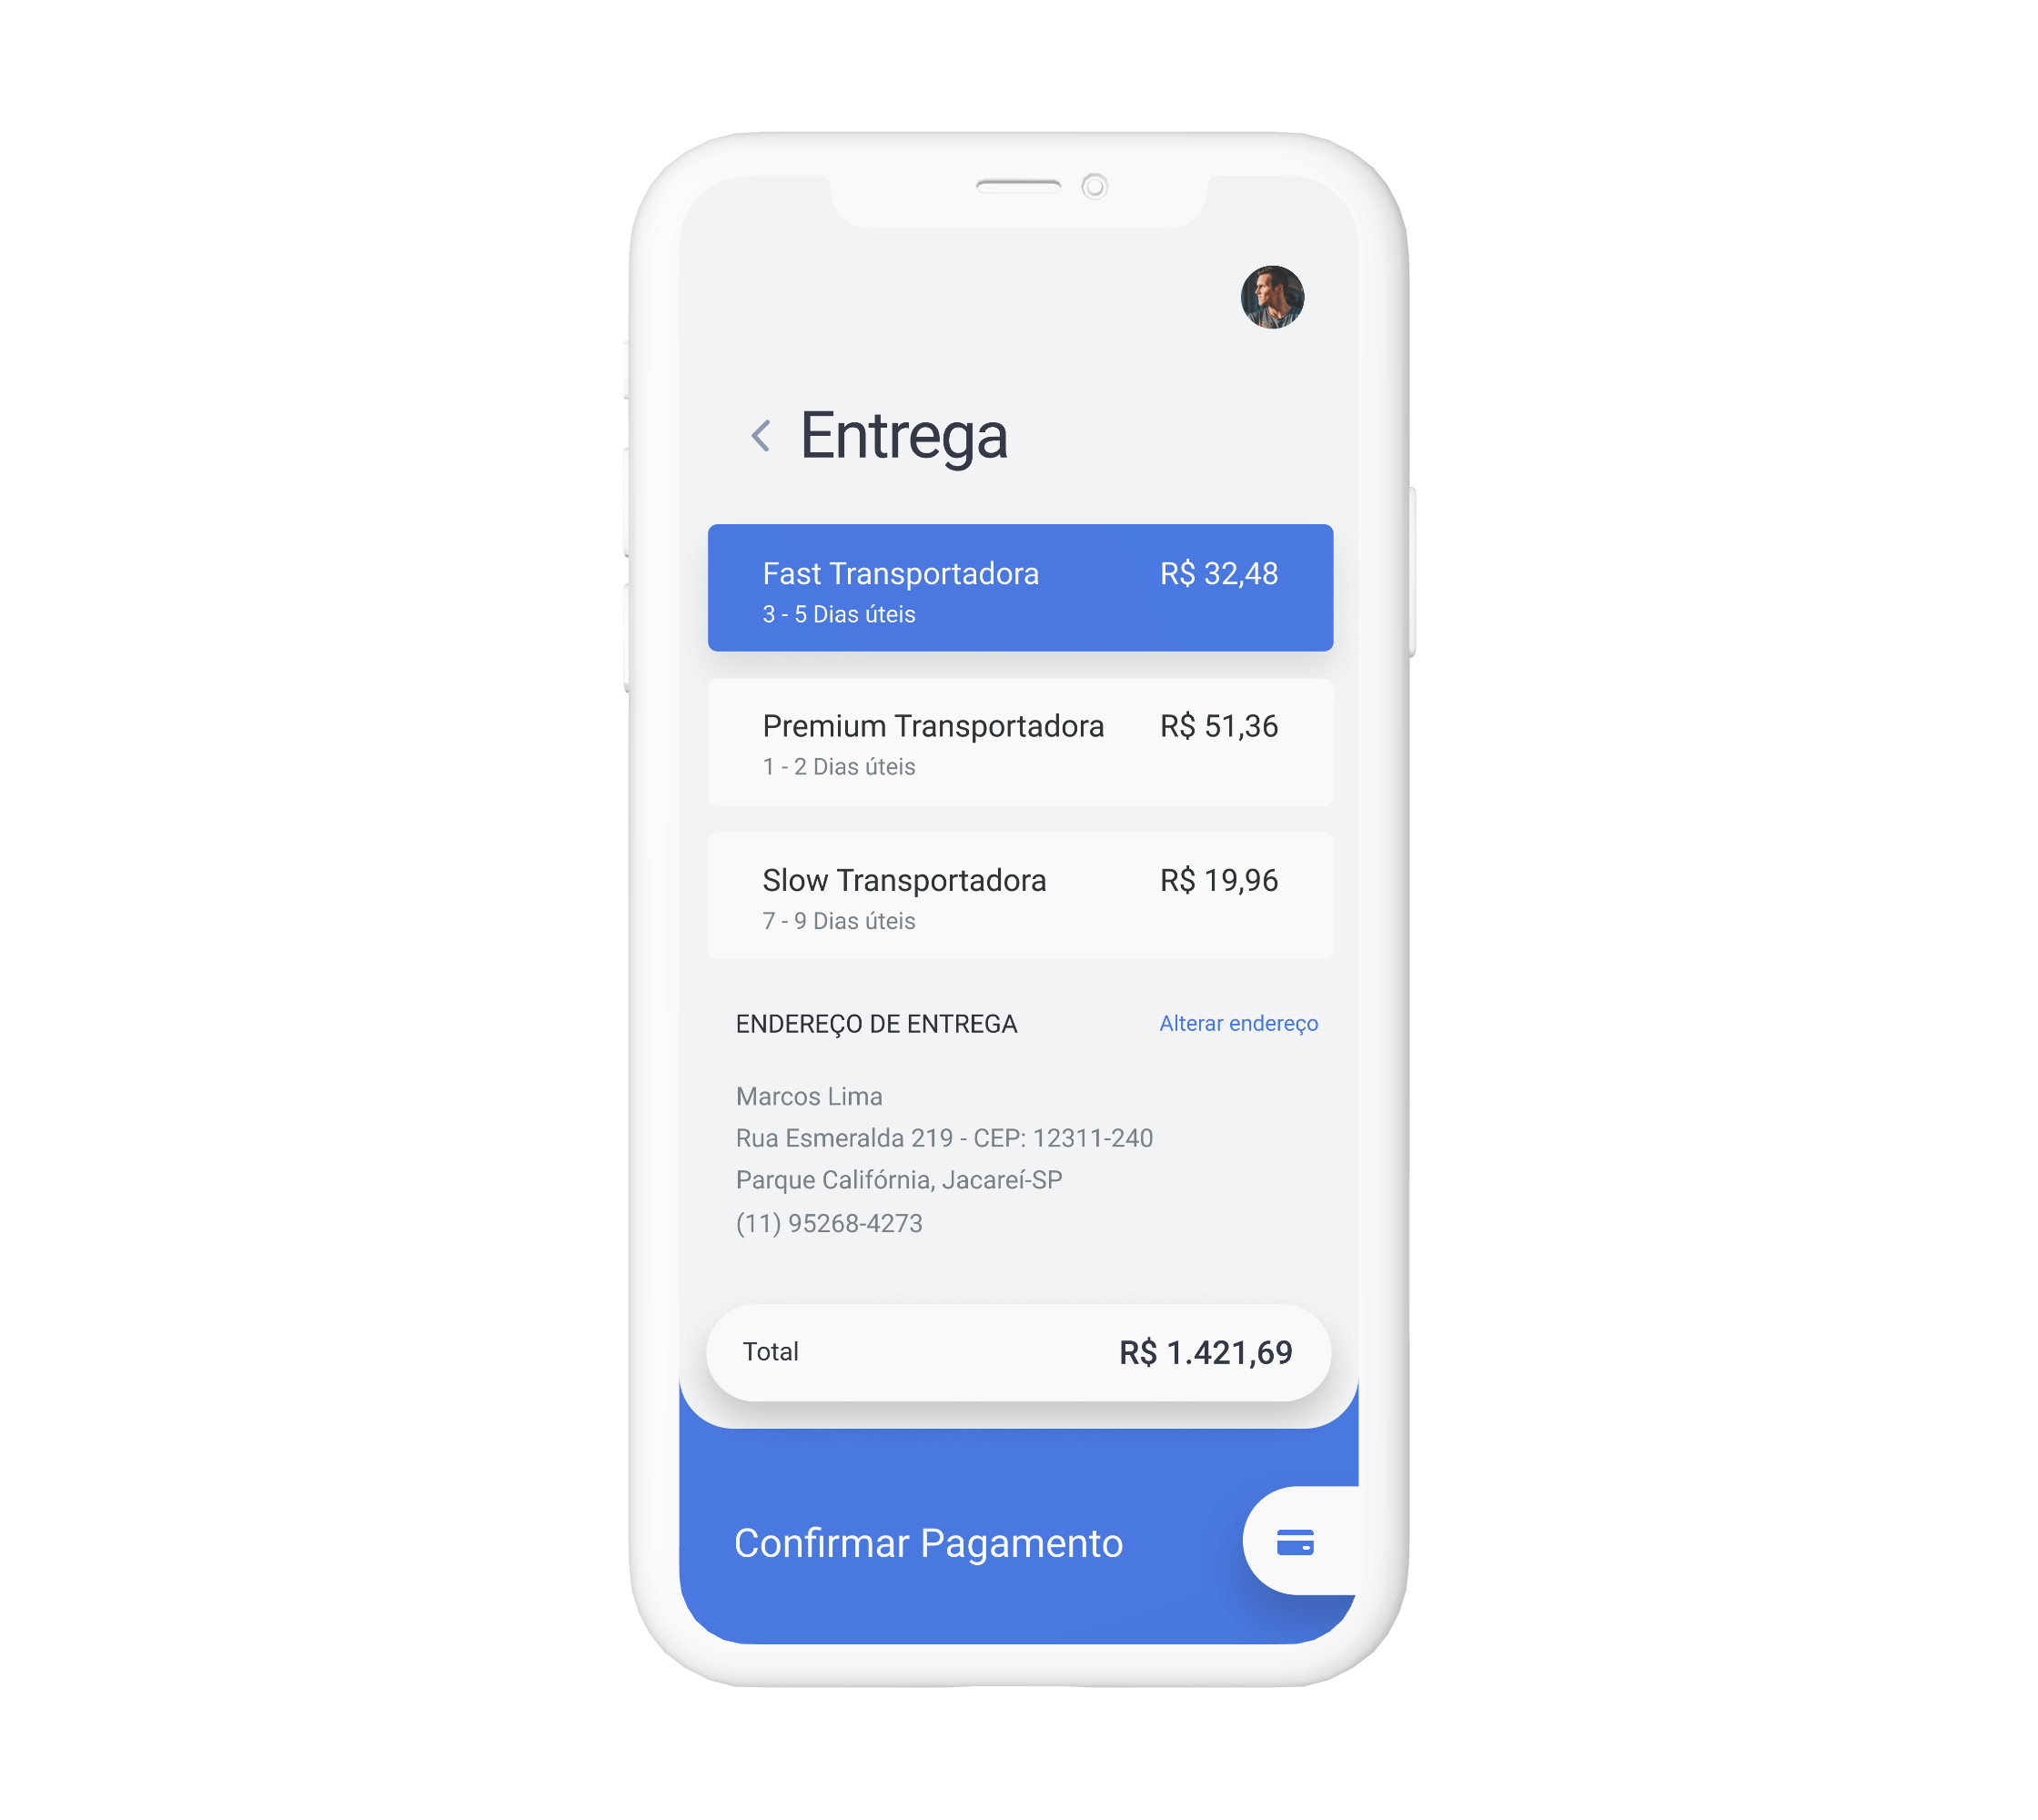 Entrega
Fast Transportadora R$ 32,48
3 - 5 Dias úteis
Premium Transportadora R$ 51,36
1 - 2 Dias úteis
Slow Transportadora R$ 19,96
7 - 9 Dias úteis
ENDEREÇO DE ENTREGA Alterar endereço
Marcos Lima
Rua Esmeralda 219 - CEP: 12311-240
Parque Califórnia, Jacareí-SP
(11) 95268-4273
Total R$ 1.421,69
Confirmar Pagamento